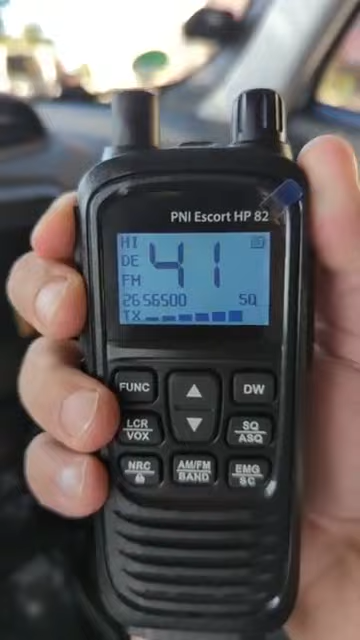 PNI Escort HP 82
HI
DE 41
FM
2656500 SQ
TX
FUNC DW
LCR SQ
VOX ASQ
NRC AM/FM EMG
BAND SC